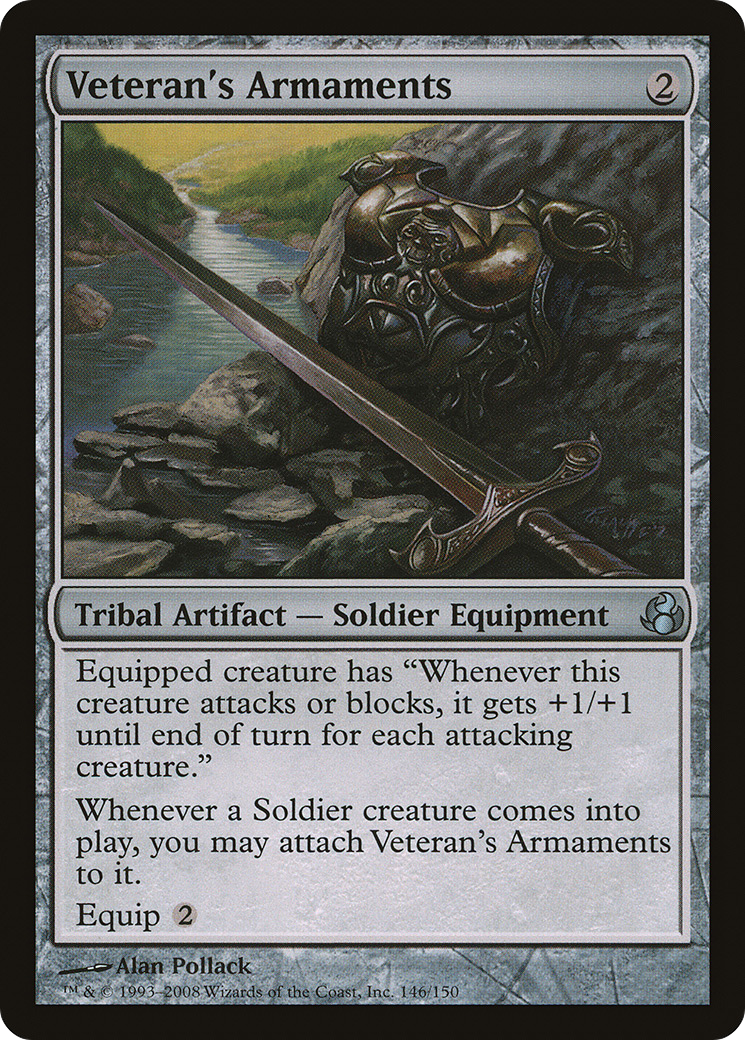 Veteran's Armaments 2
Tribal Artifact — Soldier Equipment
Equipped creature has “Whenever this
creature attacks or blocks, it gets +1/+1
until end of turn for each attacking
creature.”
Whenever a Soldier creature comes into
play, you may attach Veteran’s Armaments
to it.
Equip 2
Alan Pollack
™ & © 1993–2008 Wizards of the Coast, Inc. 146/150